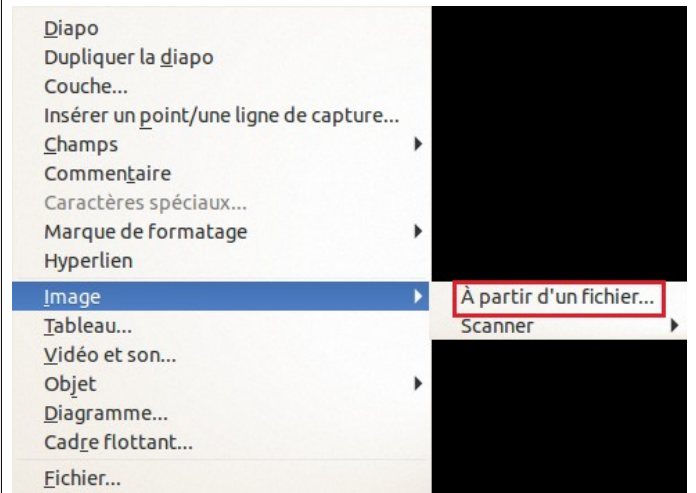 Diapo
Dupliquer la diapo
Couche...
Insérer un point/une ligne de capture...
Champs
Commentaire
Caractères spéciaux...
Marque de formatage
Hyperlien
Image
À partir d'un fichier...
Tableau...
Scanner
Vidéo et son...
Objet
Diagramme...
Cadre flottant...
Fichier...